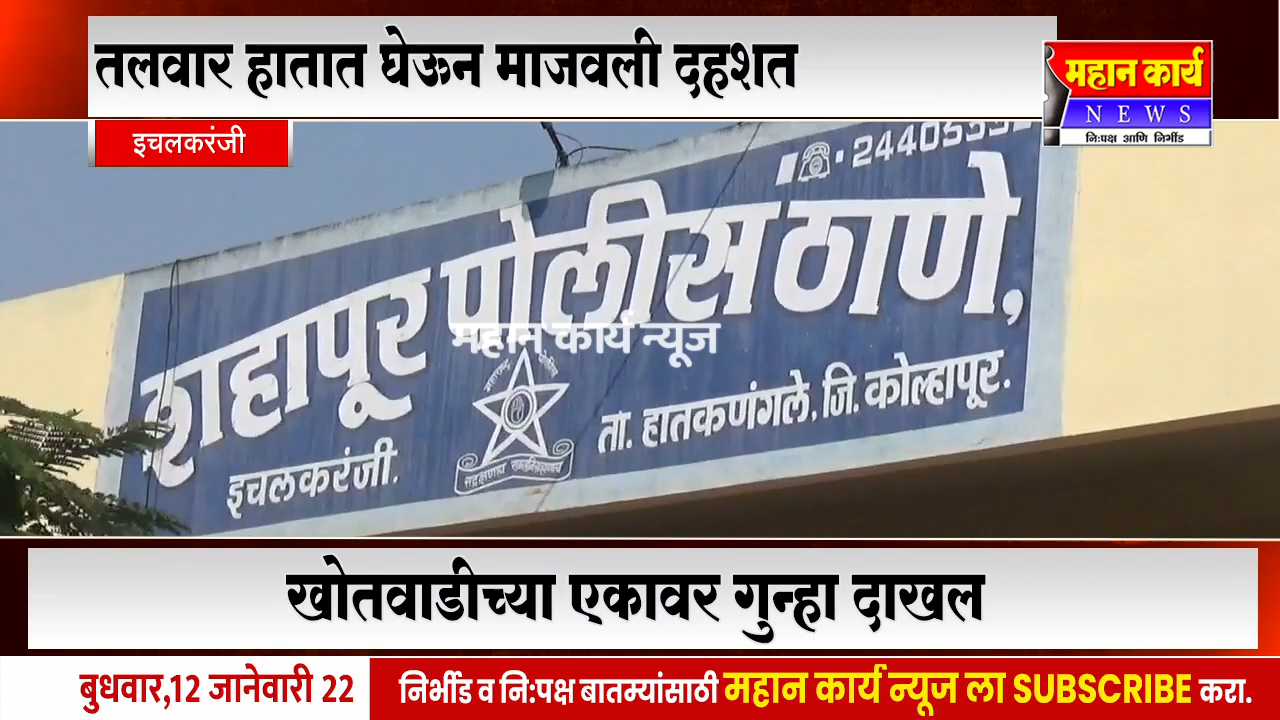 तलवार हातात घेऊन माजवली दहशत
महान कार्य
NEWS
नि:पक्ष आणि निर्भीड
इचलकरंजी
शहापूर पोलीस ठाणे,
महान कार्य न्यूज
इचलकरंजी.
ता. हातकणंगले, जि. कोल्हापूर.
खोतवाडीच्या एकावर गुन्हा दाखल
बुधवार,12 जानेवारी 22
निर्भीड व नि:पक्ष बातम्यांसाठी महान कार्य न्यूज ला SUBSCRIBE करा.